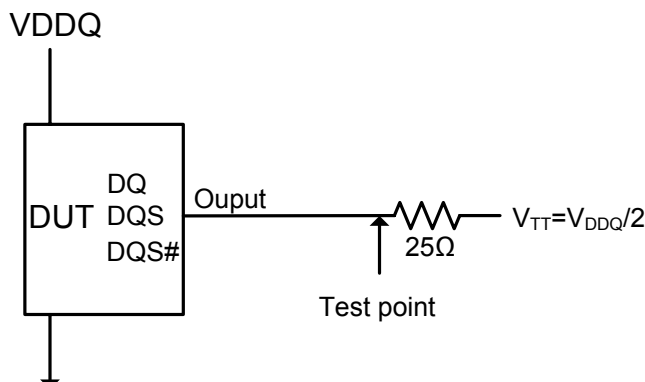 VDDQ
DUT
DQ
DQS
DQS#
Ouput
25Ω
VTT=VDDQ/2
Test point